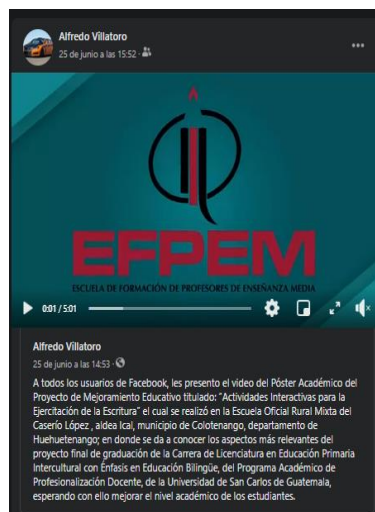 Alfredo Villatoro
25 de junio a las 15:52 ·
EFPEM
ESCUELA DE FORMACIÓN DE PROFESORES DE ENSEÑANZA MEDIA
0:01 / 5:01
Alfredo Villatoro
25 de junio a las 14:53 ·
A todos los usuarios de Facebook, les presento el video del Póster Académico del
Proyecto de Mejoramiento Educativo titulado: "Actividades Interactivas para la
Ejercitación de la Escritura" el cual se realizó en la Escuela Oficial Rural Mixta del
Caserío López , aldea Ical, municipio de Colotenango, departamento de
Huehuetenango; en donde se da a conocer los aspectos más relevantes del
proyecto final de graduación de la Carrera de Licenciatura en Educación Primaria
Intercultural con Énfasis en Educación Bilingüe, del Programa Académico de
Profesionalización Docente, de la Universidad de San Carlos de Guatemala,
esperando con ello mejorar el nivel académico de los estudiantes.